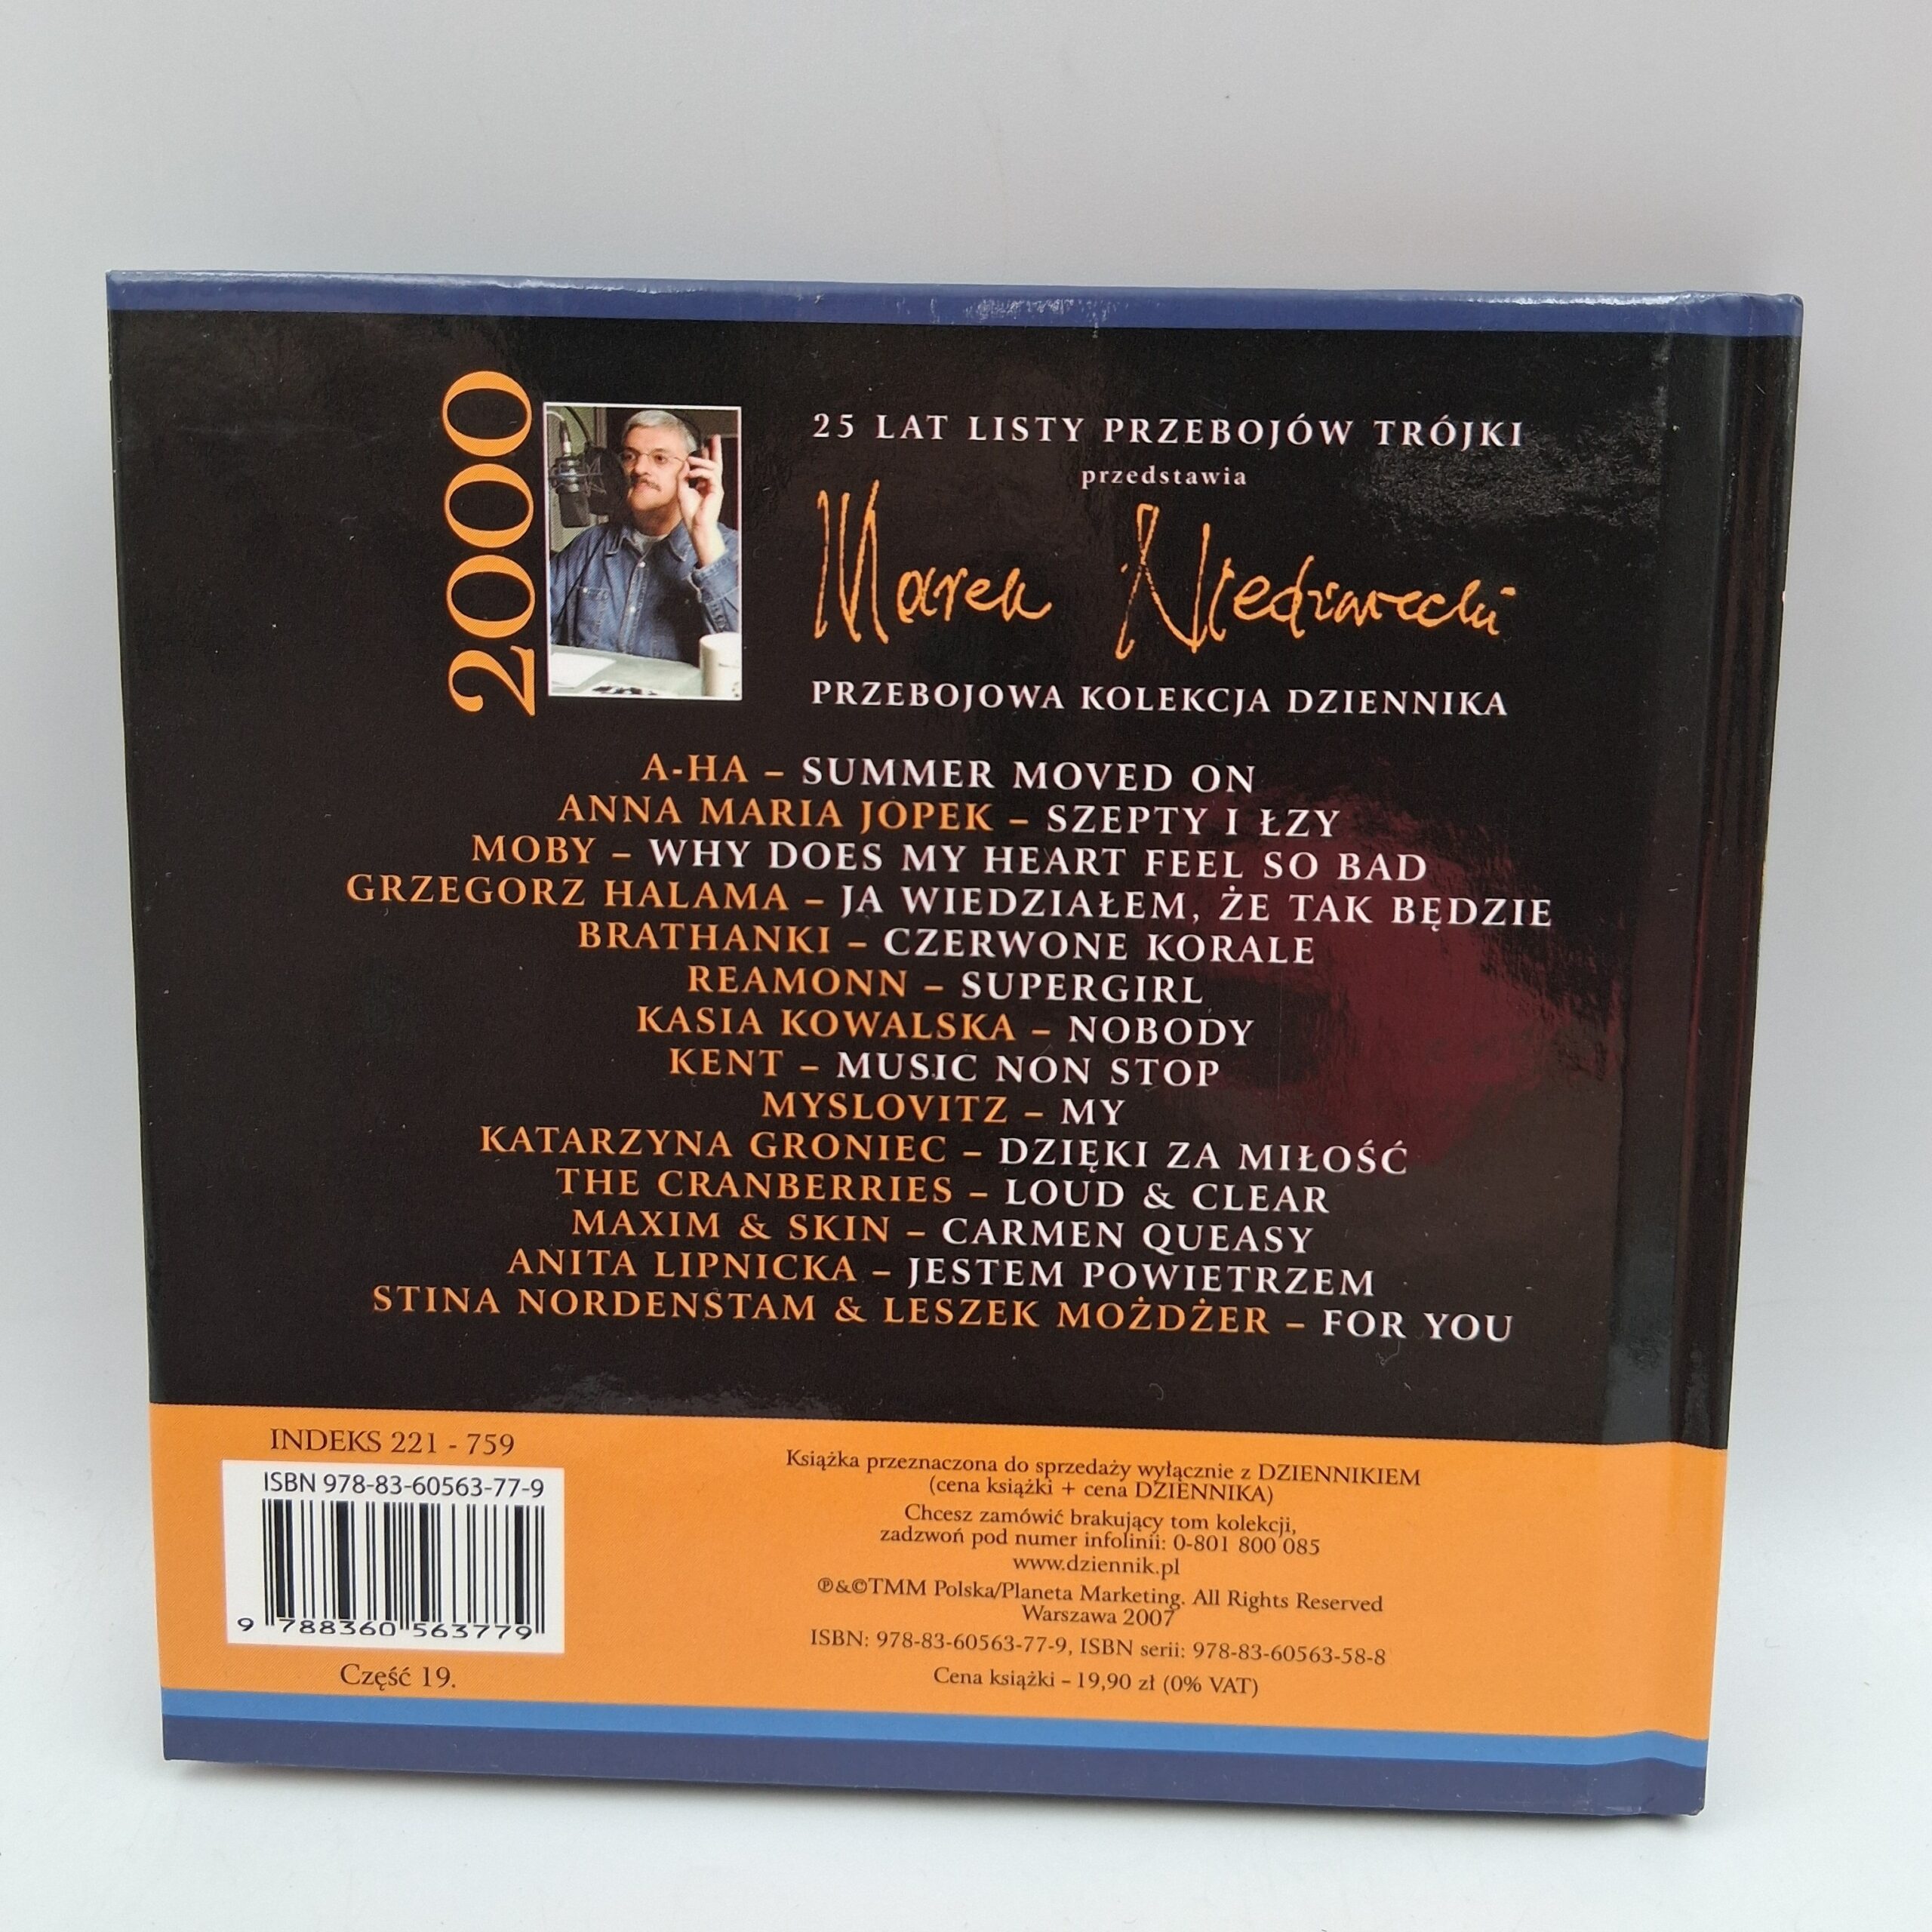 2000
25 LAT LISTY PRZEBOJÓW TRÓJKI
przedstawia
Marek Niedźwiecki
PRZEBOJOWA KOLEKCJA DZIENNIKA
A-HA – SUMMER MOVED ON
ANNA MARIA JOPEK – SZEPTY I ŁZY
MOBY – WHY DOES MY HEART FEEL SO BAD
GRZEGORZ HALAMA – JA WIEDZIAŁEM, ŻE TAK BĘDZIE
BRATHANKI – CZERWONE KORALE
REAMONN – SUPERGIRL
KASIA KOWALSKA – NOBODY
KENT – MUSIC NON STOP
MYSLOVITZ – MY
KATARZYNA GRONIEC – DZIĘKI ZA MIŁOŚĆ
THE CRANBERRIES – LOUD & CLEAR
MAXIM & SKIN – CARMEN QUEASY
ANITA LIPNICKA – JESTEM POWIETRZEM
STINA NORDENSTAM & LESZEK MOŻDŻER – FOR YOU
INDEKS 221 - 759
ISBN 978-83-60563-77-9
9 788360 563779
Część 19.
Książka przeznaczona do sprzedaży wyłącznie z DZIENNIKIEM
(cena książki + cena DZIENNIKA)
Chcesz zamówić brakujący tom kolekcji,
zadzwoń pod numer infolinii: 0-801 800 085
www.dziennik.pl
℗&©TMM Polska/Planeta Marketing. All Rights Reserved
Warszawa 2007
ISBN: 978-83-60563-77-9, ISBN serii: 978-83-60563-58-8
Cena książki – 19,90 zł (0% VAT)